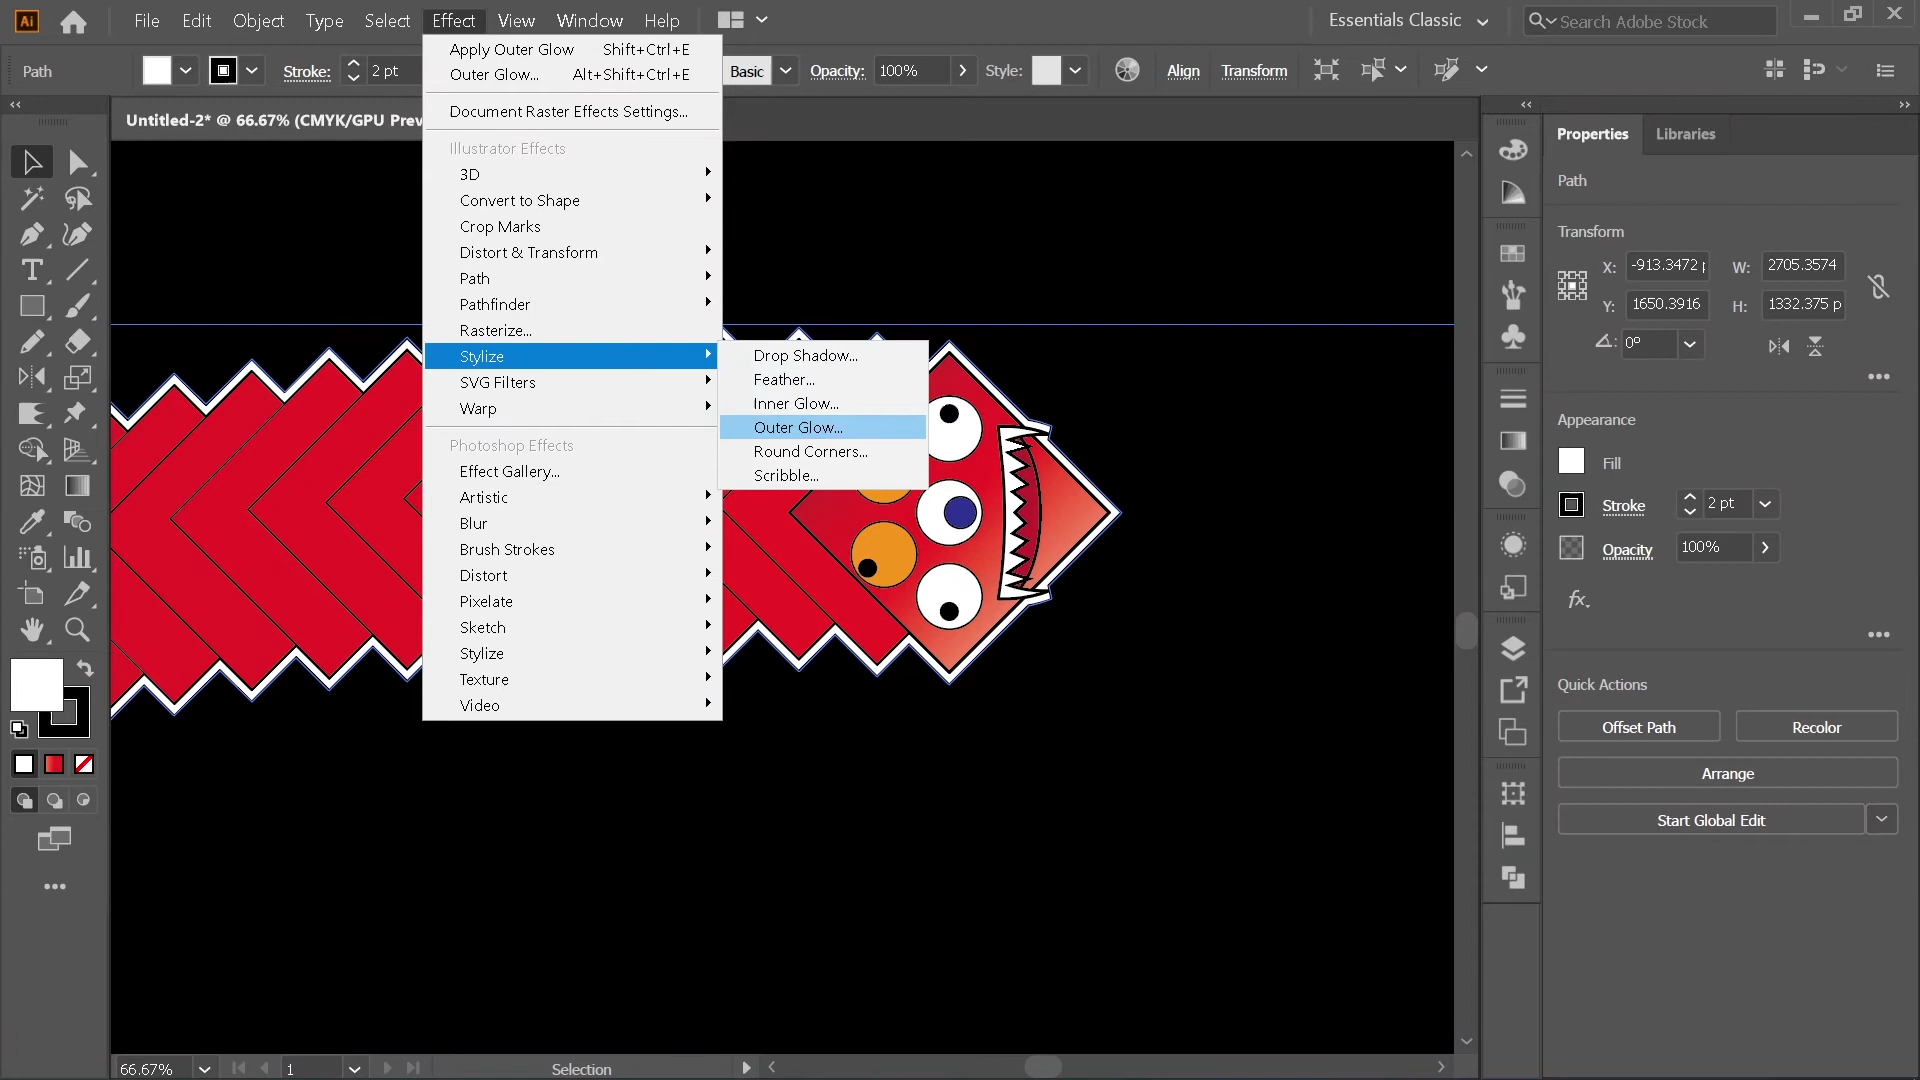 Ai File Edit Object Type Select Effect View Window Help Essentials Classic Search Adobe Stock
Path Stroke: 2 pt Basic Opacity: 100% Style: Align Transform
Untitled-2* @ 66.67% (CMYK/GPU Prev
Apply Outer Glow Shift+Ctrl+E
Outer Glow... Alt+Shift+Ctrl+E
Document Raster Effects Settings...
Illustrator Effects
3D
Convert to Shape
Crop Marks
Distort & Transform
Path
Pathfinder
Rasterize...
Stylize
SVG Filters
Warp
Photoshop Effects
Effect Gallery...
Artistic
Blur
Brush Strokes
Distort
Pixelate
Sketch
Stylize
Texture
Video
Drop Shadow...
Feather...
Inner Glow...
Outer Glow...
Round Corners...
Scribble...
Properties Libraries
Path
Transform
X: -913.3472 p W: 2705.3574
Y: 1650.3916 H: 1332.375 p
0°
Appearance
Fill
Stroke 2 pt
Opacity 100%
fx.
Quick Actions
Offset Path Recolor
Arrange
Start Global Edit
66.67% 1 Selection